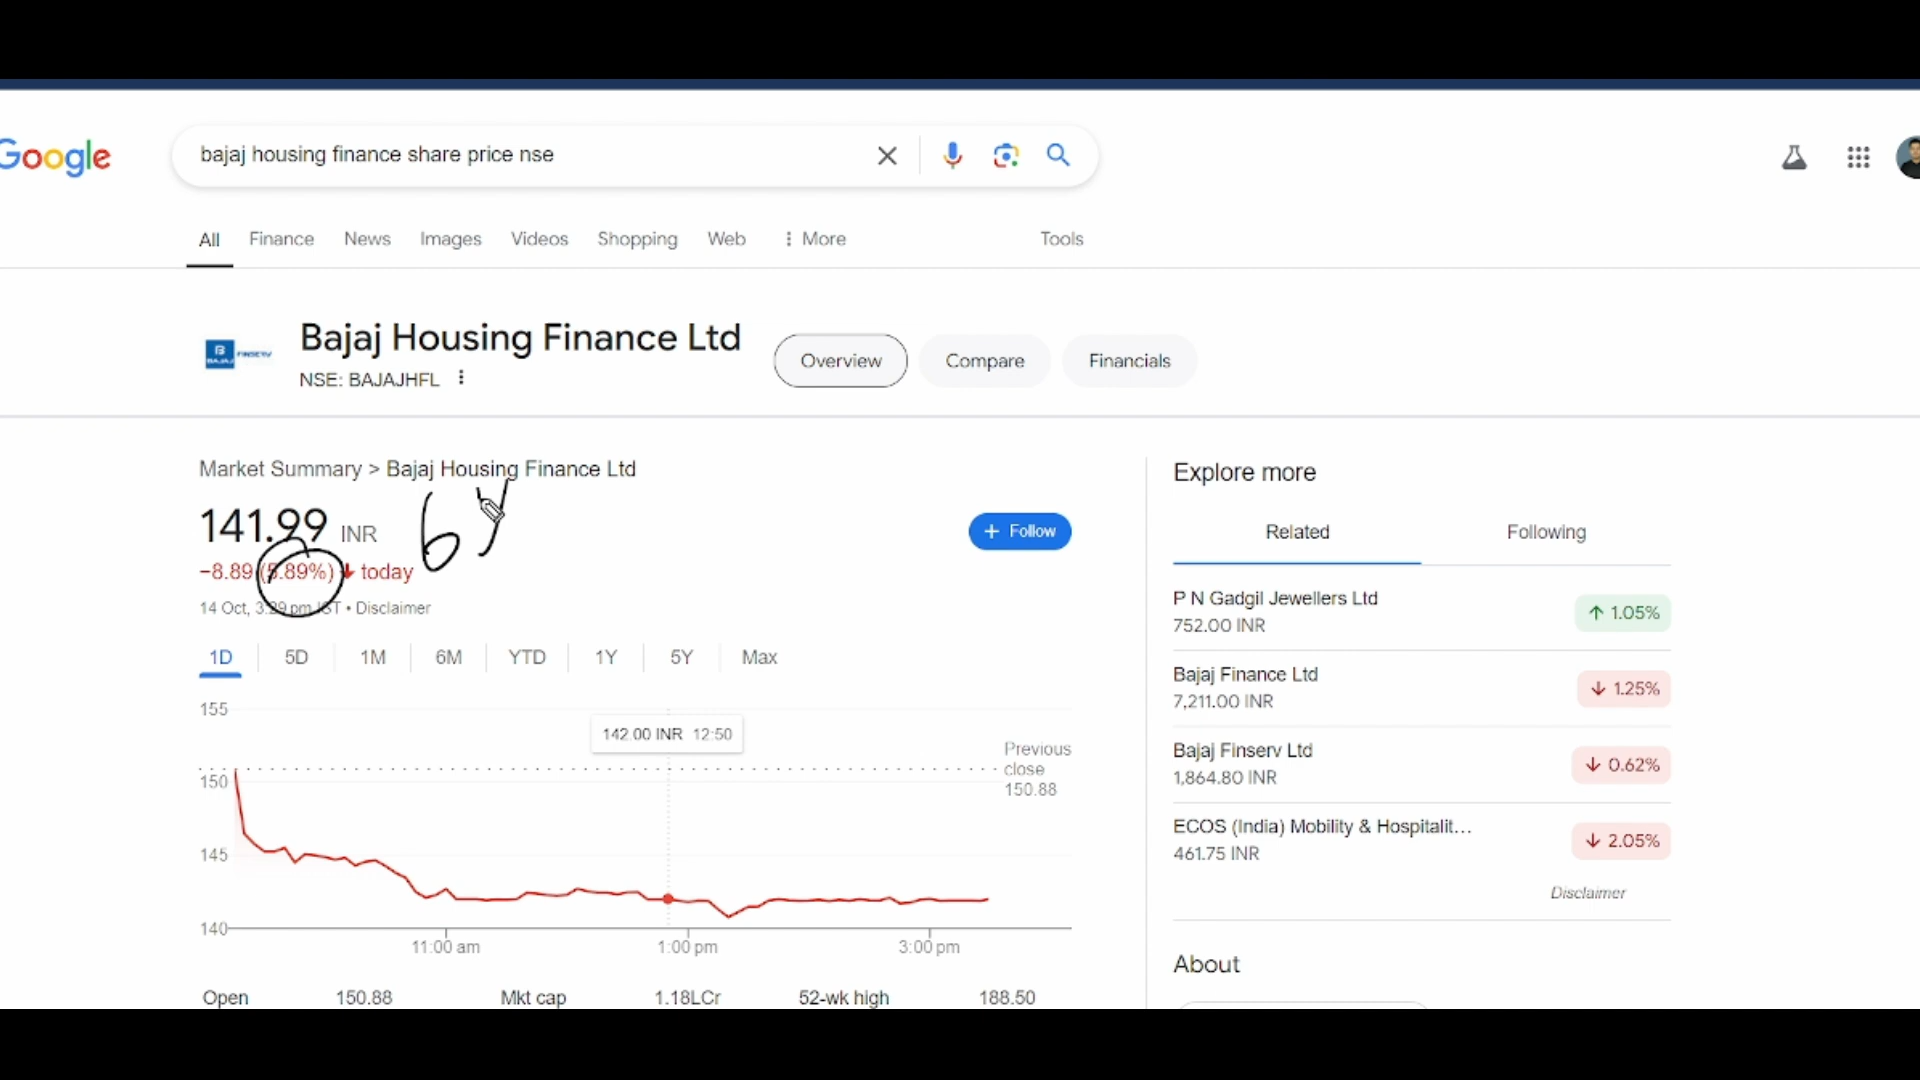 Google
bajaj housing finance share price nse
All Finance News Images Videos Shopping Web More Tools
BAJAJ FINSERV
Bajaj Housing Finance Ltd
NSE: BAJAJHFL
Overview Compare Financials
Market Summary > Bajaj Housing Finance Ltd
141.99 INR
6
+ Follow
−8.89 (5.89%) ↓ today
14 Oct, 3:29 pm IST • Disclaimer
1D 5D 1M 6M YTD 1Y 5Y Max
155
150
145
140
142.00 INR 12:50
Previous
close
150.88
11:00 am 1:00 pm 3:00 pm
Open 150.88 Mkt cap 1.18LCr 52-wk high 188.50
Explore more
Related Following
P N Gadgil Jewellers Ltd
752.00 INR
↑ 1.05%
Bajaj Finance Ltd
7,211.00 INR
↓ 1.25%
Bajaj Finserv Ltd
1,864.80 INR
↓ 0.62%
ECOS (India) Mobility & Hospitalit...
461.75 INR
↓ 2.05%
Disclaimer
About